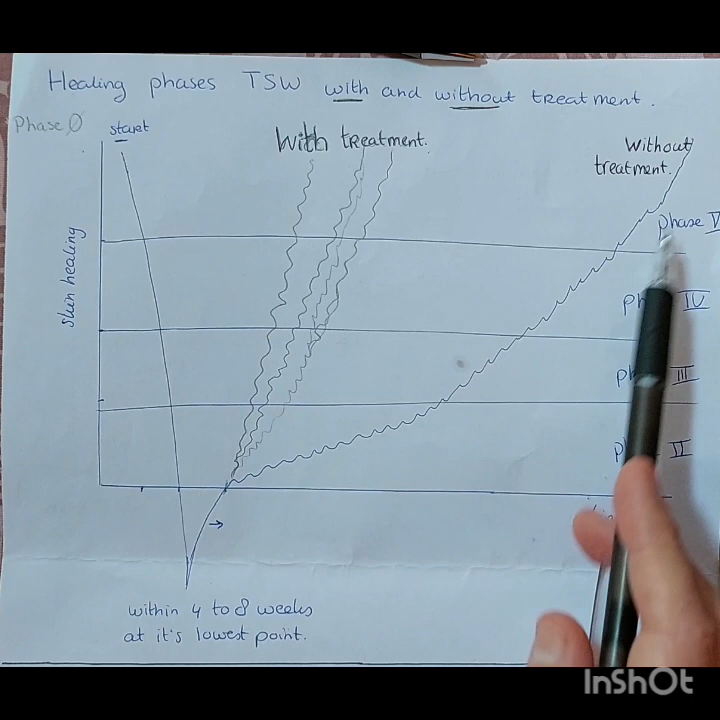 Healing phases TSW with and without treatment.
Phase 0
start
With treatment.
Without
treatment.
phase V
skin healing
IV
III
II
within 4 to 8 weeks
at it's lowest point.
InShOt